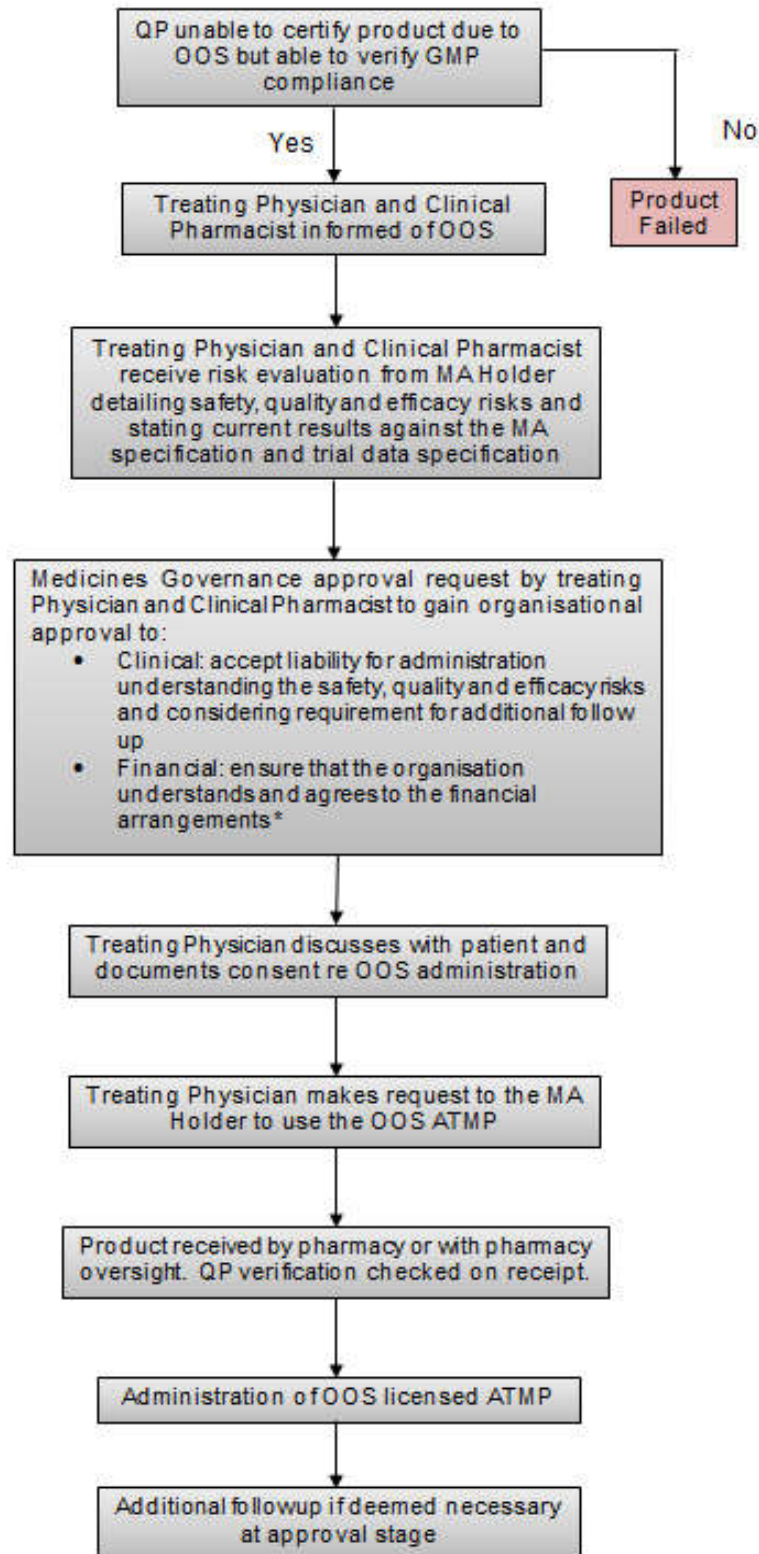 QP unable to certify product due to
OOS but able to verify GMP
compliance
Yes
No
Treating Physician and Clinical
Pharmacist informed of OOS
Product
Failed
Treating Physician and Clinical Pharmacist
receive risk evaluation from MA Holder
detailing safety, quality and efficacy risks and
stating current results against the MA
specification and trial data specification
Medicines Governance approval request by treating
Physician and Clinical Pharmacist to gain organisational
approval to:
• Clinical: accept liability for administration
understanding the safety, quality and efficacy risks
and considering requirement for additional follow
up
• Financial: ensure that the organisation
understands and agrees to the financial
arrangements*
Treating Physician discusses with patient and
documents consent re OOS administration
Treating Physician makes request to the MA
Holder to use the OOS ATMP
Product received by pharmacy or with pharmacy
oversight. QP verification checked on receipt.
Administration of OOS licensed ATMP
Additional followup if deemed necessary
at approval stage